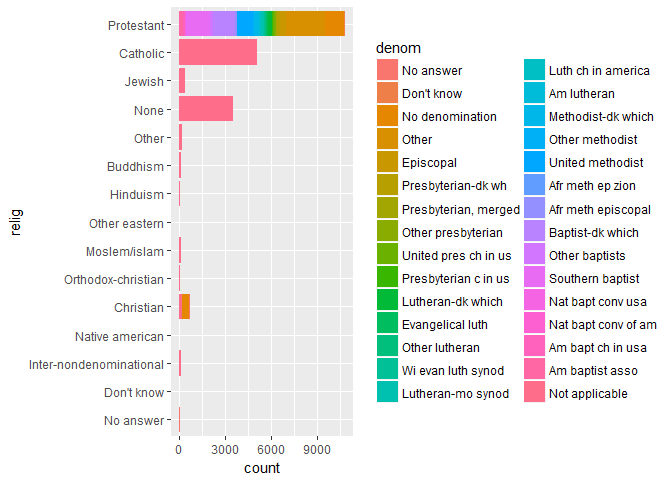 relig
Protestant
Catholic
Jewish
None
Other
Buddhism
Hinduism
Other eastern
Moslem/islam
Orthodox-christian
Christian
Native american
Inter-nondenominational
Don't know
No answer
0 3000 6000 9000
count
denom
No answer
Don't know
No denomination
Other
Episcopal
Presbyterian-dk wh
Presbyterian, merged
Other presbyterian
United pres ch in us
Presbyterian c in us
Lutheran-dk which
Evangelical luth
Other lutheran
Wi evan luth synod
Lutheran-mo synod
Luth ch in america
Am lutheran
Methodist-dk which
Other methodist
United methodist
Afr meth ep zion
Afr meth episcopal
Baptist-dk which
Other baptists
Southern baptist
Nat bapt conv usa
Nat bapt conv of am
Am bapt ch in usa
Am baptist asso
Not applicable